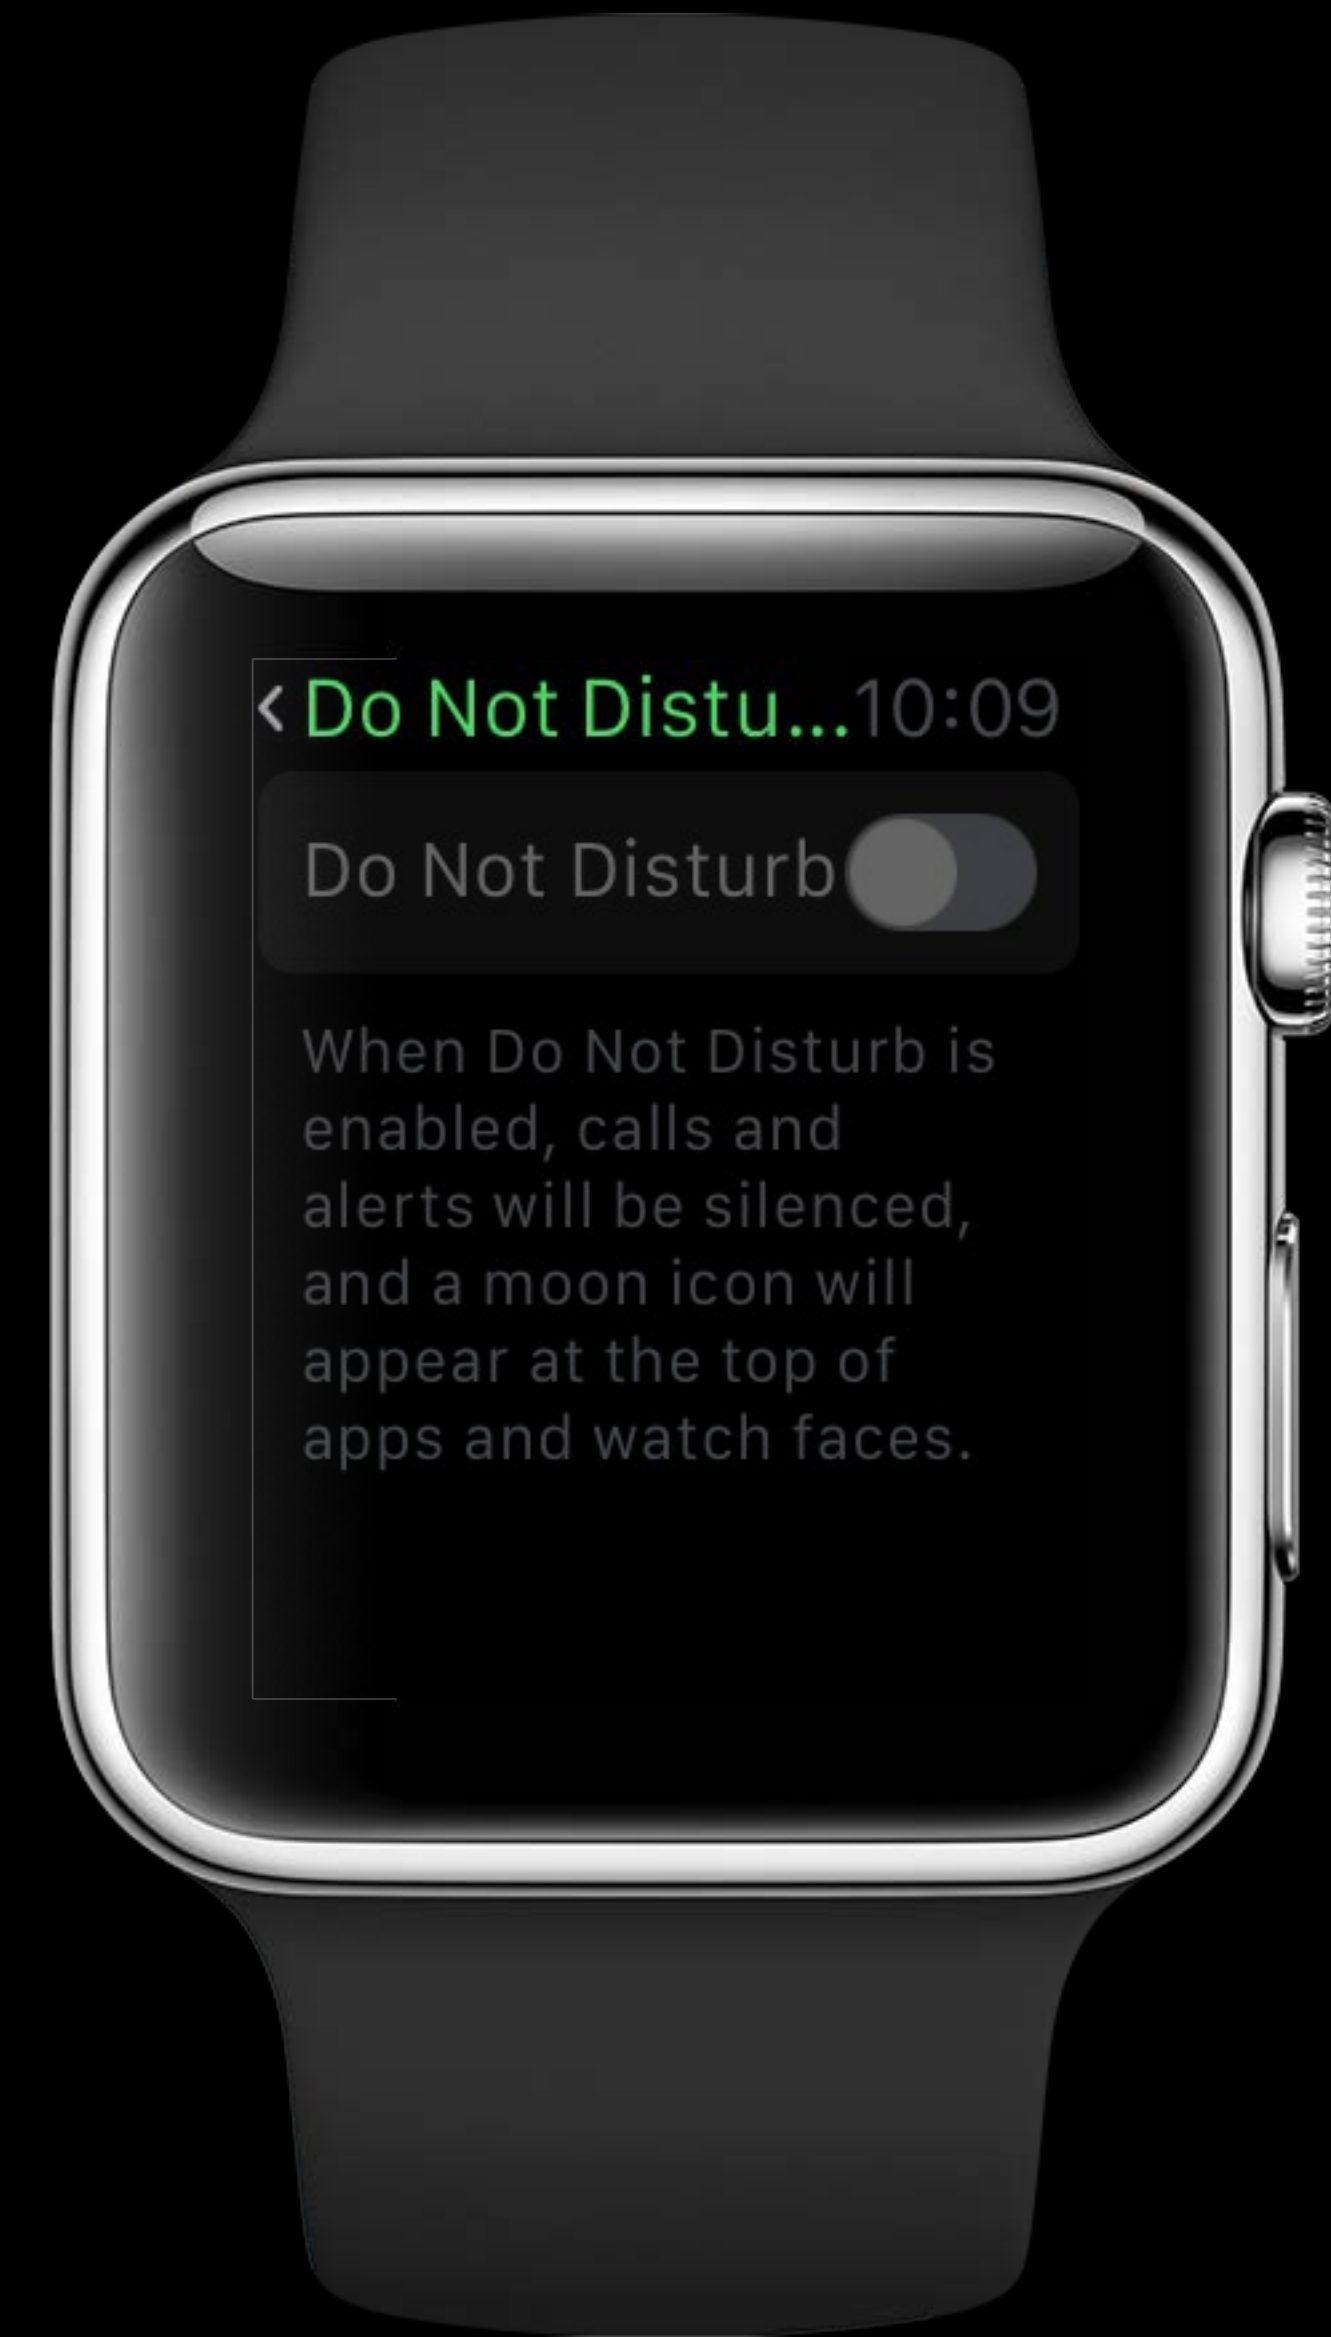 < Do Not Distu...10:09
Do Not Disturb
When Do Not Disturb is
enabled, calls and
alerts will be silenced,
and a moon icon will
appear at the top of
apps and watch faces.